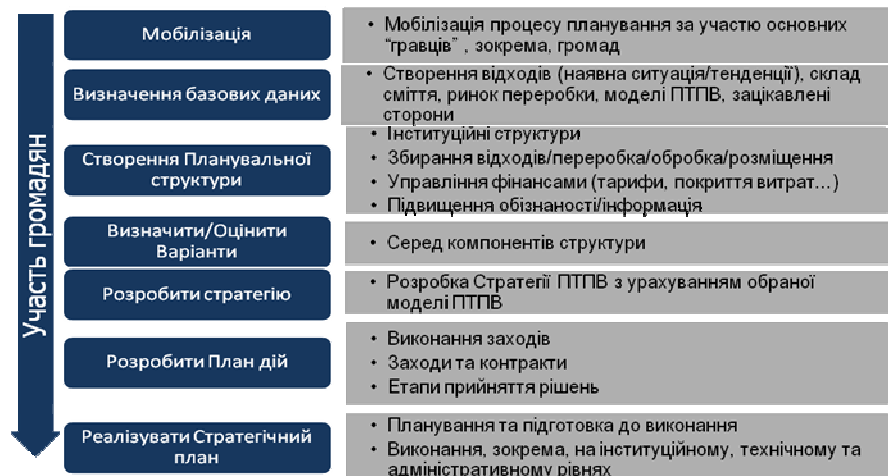 Участь громадян
Мобілізація
• Мобілізація процесу планування за участю основних
“гравців” , зокрема, громад
Визначення базових даних
• Створення відходів (наявна ситуація/тенденції), склад
сміття, ринок переробки, моделі ПТПВ, зацікавлені
сторони
Створення Планувальної
структури
• Інституційні структури
• Збирання відходів/переробка/обробка/розміщення
• Управління фінансами (тарифи, покриття витрат…)
• Підвищення обізнаності/інформація
Визначити/Оцінити
Варіанти
• Серед компонентів структури
Розробити стратегію
• Розробка Стратегії ПТПВ з урахуванням обраної
моделі ПТПВ
Розробити План дій
• Виконання заходів
• Заходи та контракти
• Етапи прийняття рішень
Реалізувати Стратегічний
план
• Планування та підготовка до виконання
• Виконання, зокрема, на інституційному, технічному та
адміністративному рівнях